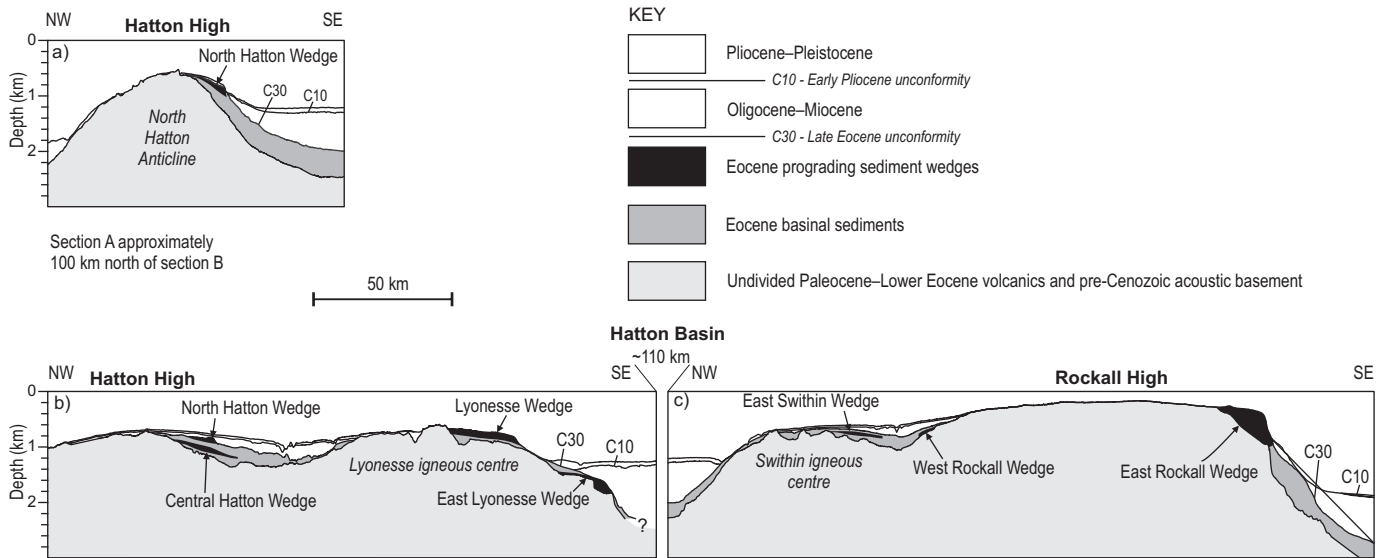 NW
Hatton High
SE
0
1
2
Depth (km)
a)
North Hatton Wedge
C30
C10
North
Hatton
Anticline
Section A approximately
100 km north of section B
50 km
KEY
Pliocene–Pleistocene
C10 - Early Pliocene unconformity
Oligocene–Miocene
C30 - Late Eocene unconformity
Eocene prograding sediment wedges
Eocene basinal sediments
Undivided Paleocene–Lower Eocene volcanics and pre-Cenozoic acoustic basement
Hatton Basin
~110 km
NW
Hatton High
SE
0
1
2
Depth (km)
b)
North Hatton Wedge
Central Hatton Wedge
Lyonesse Wedge
Lyonesse igneous centre
C30
C10
East Lyonesse Wedge
?
NW
Rockall High
SE
c)
East Swithin Wedge
Swithin igneous
centre
West Rockall Wedge
East Rockall Wedge
C30
C10